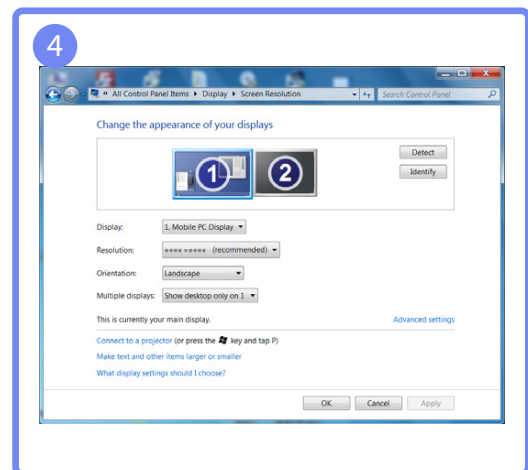 4
« All Control Panel Items ▸ Display ▸ Screen Resolution
Search Control Panel
Change the appearance of your displays
1
2
Detect
Identify
Display: 1. Mobile PC Display
Resolution: ****×**** (recommended)
Orientation: Landscape
Multiple displays: Show desktop only on 1
This is currently your main display. Advanced settings
Connect to a projector (or press the key and tap P)
Make text and other items larger or smaller
What display settings should I choose?
OK Cancel Apply